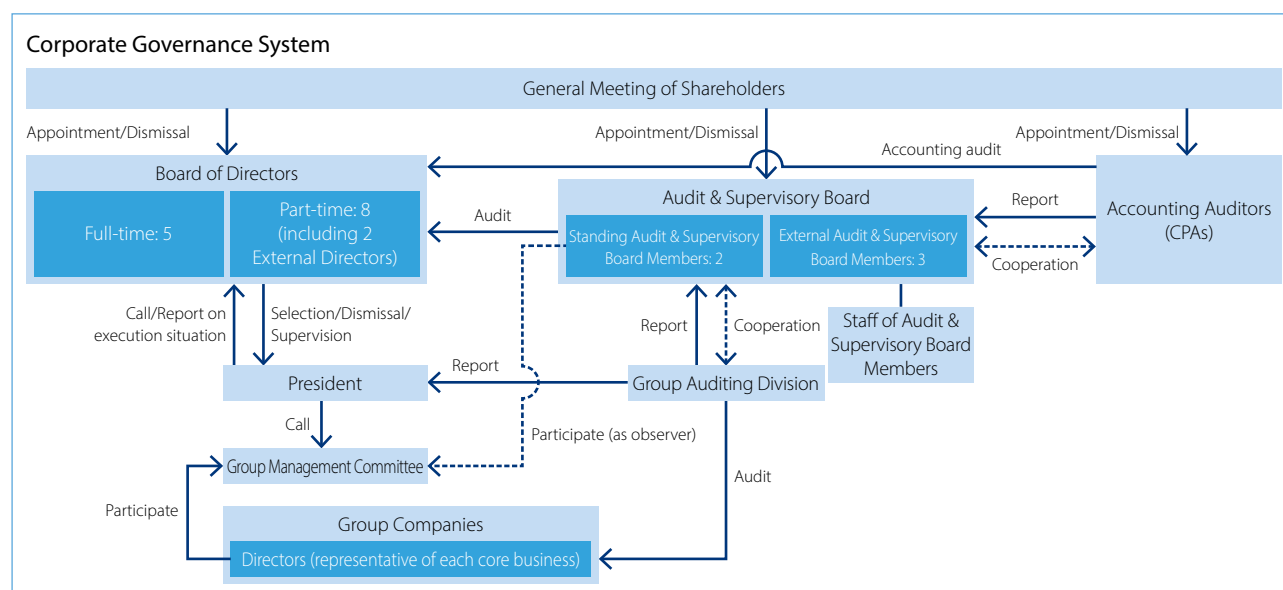 Corporate Governance System
General Meeting of Shareholders
Appointment/Dismissal
Appointment/Dismissal
Appointment/Dismissal
Accounting audit
Board of Directors
Full-time: 5
Part-time: 8
(including 2
External Directors)
Audit
Audit & Supervisory Board
Standing Audit & Supervisory
Board Members: 2
External Audit & Supervisory
Board Members: 3
Report
Cooperation
Accounting Auditors
(CPAs)
Call/Report on
execution situation
Selection/Dismissal/
Supervision
Report
Cooperation
Staff of Audit &
Supervisory Board
Members
President
Report
Group Auditing Division
Call
Participate (as observer)
Group Management Committee
Audit
Participate
Group Companies
Directors (representative of each core business)